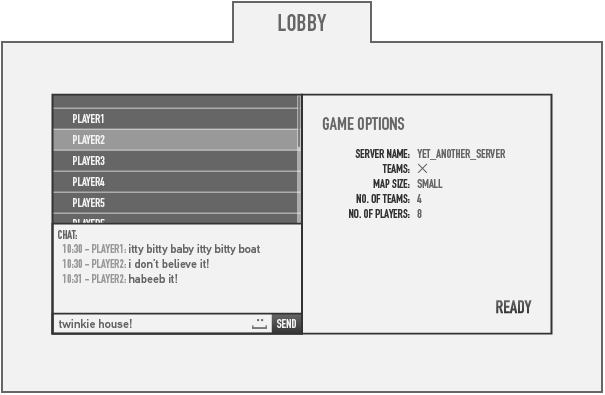 LOBBY
PLAYER1
PLAYER2
PLAYER3
PLAYER4
PLAYER5
CHAT:
10:30 - PLAYER1: itty bitty baby itty bitty boat
10:30 - PLAYER2: i don't believe it!
10:31 - PLAYER2: habeeb it!
twinkie house!
SEND
GAME OPTIONS
SERVER NAME: YET_ANOTHER_SERVER
TEAMS:
MAP SIZE: SMALL
NO. OF TEAMS: 4
NO. OF PLAYERS: 8
READY